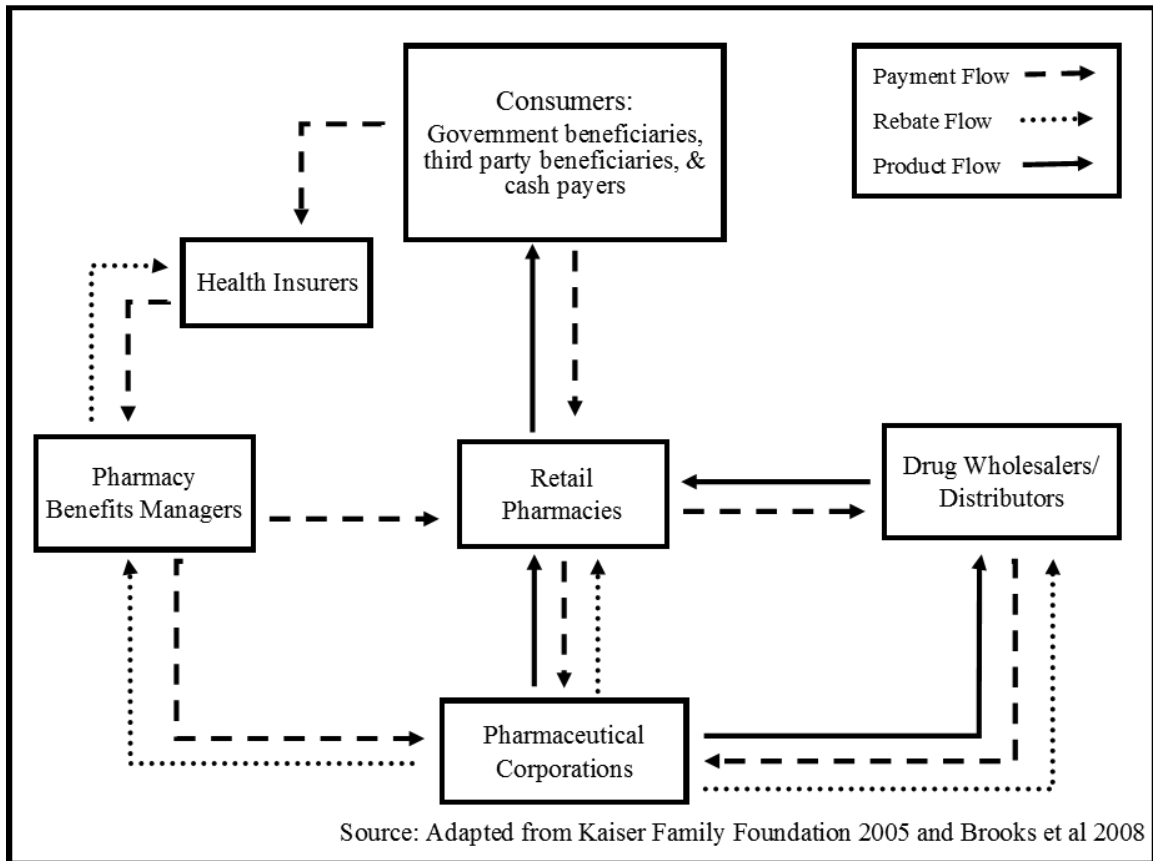 Consumers:
Government beneficiaries,
third party beneficiaries, &
cash payers
Payment Flow
Rebate Flow
Product Flow
Health Insurers
Pharmacy
Benefits Managers
Retail
Pharmacies
Drug Wholesalers/
Distributors
Pharmaceutical
Corporations
Source: Adapted from Kaiser Family Foundation 2005 and Brooks et al 2008